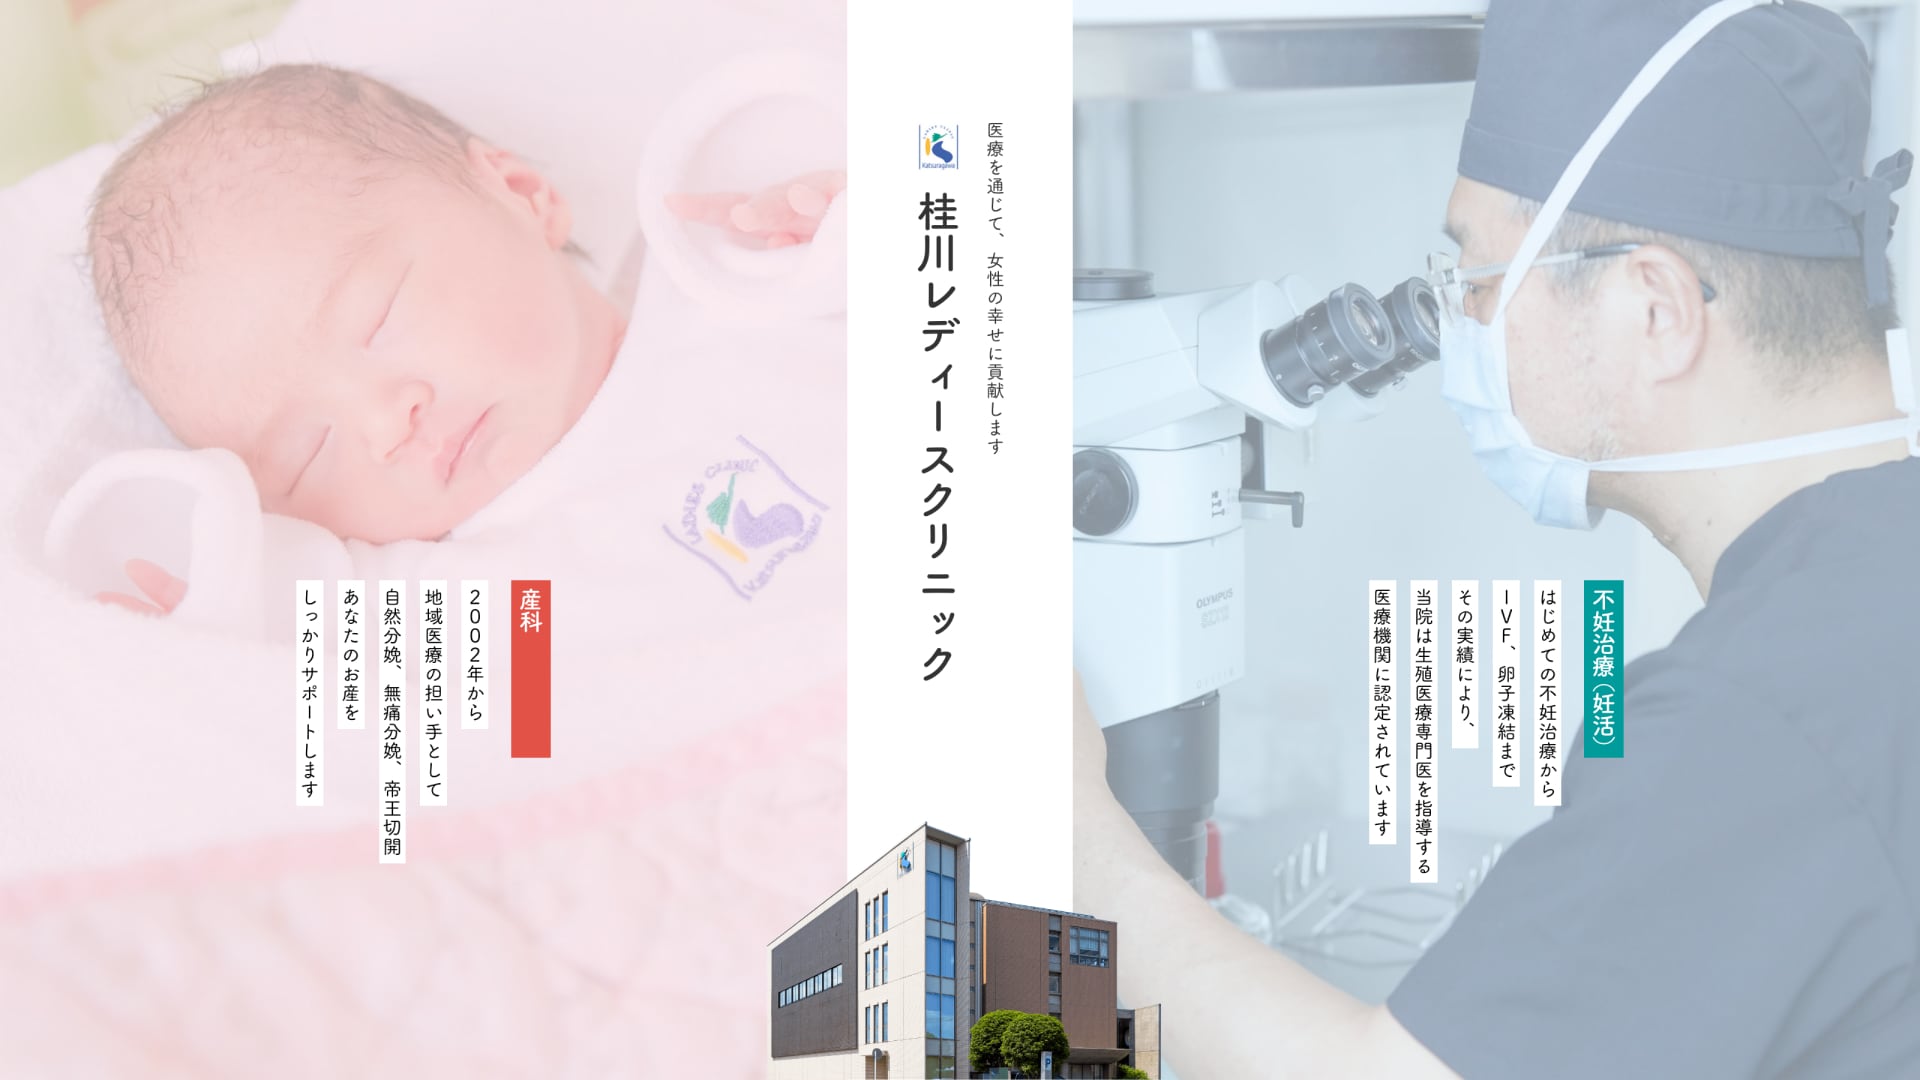 医療を通じて、女性の幸せに貢献します
Katsuragawa
桂川レディースクリニック
不妊治療（妊活）
はじめての不妊治療から
IVF、卵子凍結まで
その実績により、
当院は生殖医療専門医を指導する
医療機関に認定されています
産科
2002年から
地域医療の担い手として
自然分娩、無痛分娩、帝王切開
あなたのお産を
しっかりサポートします
LADIES CLINIC
OLYMPUS